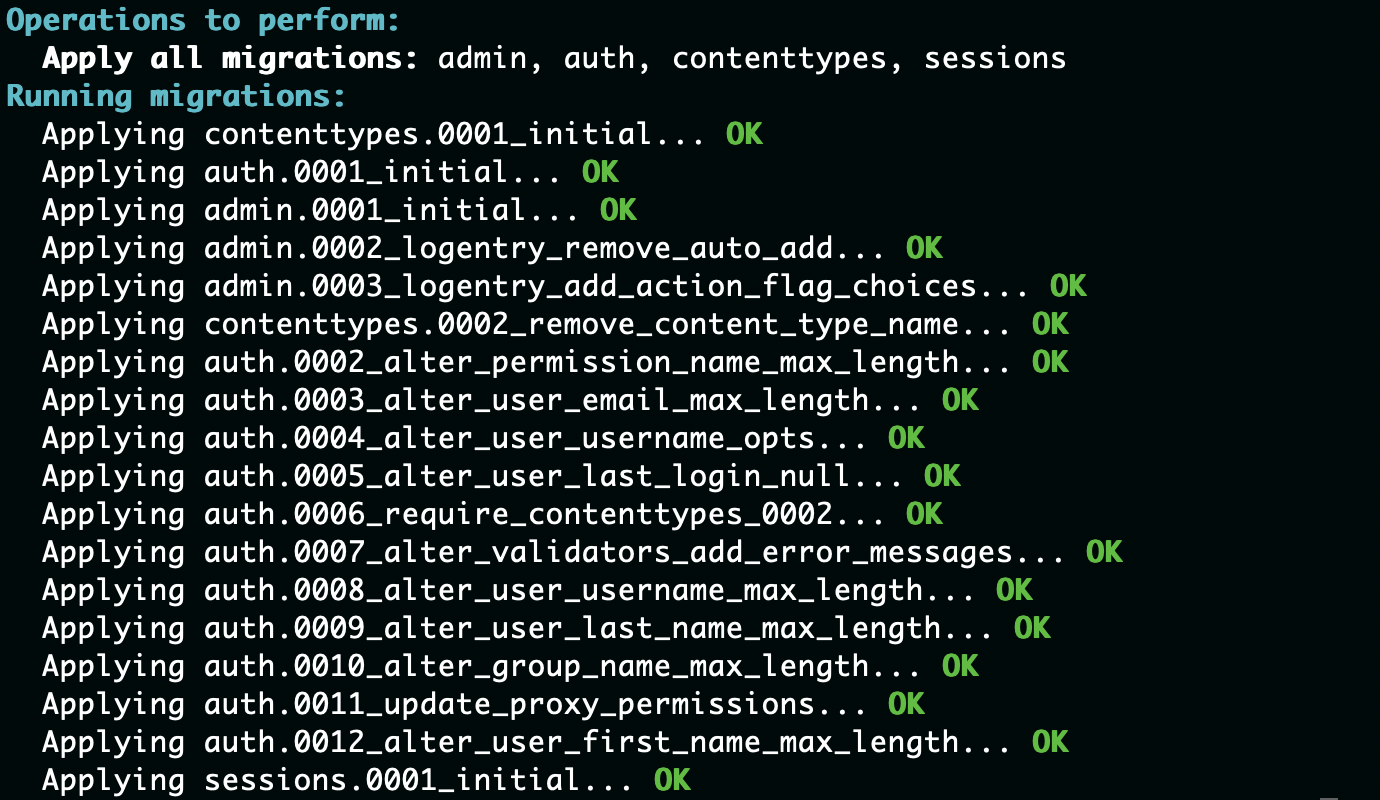 Operations to perform:
  Apply all migrations: admin, auth, contenttypes, sessions
Running migrations:
  Applying contenttypes.0001_initial... OK
  Applying auth.0001_initial... OK
  Applying admin.0001_initial... OK
  Applying admin.0002_logentry_remove_auto_add... OK
  Applying admin.0003_logentry_add_action_flag_choices... OK
  Applying contenttypes.0002_remove_content_type_name... OK
  Applying auth.0002_alter_permission_name_max_length... OK
  Applying auth.0003_alter_user_email_max_length... OK
  Applying auth.0004_alter_user_username_opts... OK
  Applying auth.0005_alter_user_last_login_null... OK
  Applying auth.0006_require_contenttypes_0002... OK
  Applying auth.0007_alter_validators_add_error_messages... OK
  Applying auth.0008_alter_user_username_max_length... OK
  Applying auth.0009_alter_user_last_name_max_length... OK
  Applying auth.0010_alter_group_name_max_length... OK
  Applying auth.0011_update_proxy_permissions... OK
  Applying auth.0012_alter_user_first_name_max_length... OK
  Applying sessions.0001_initial... OK